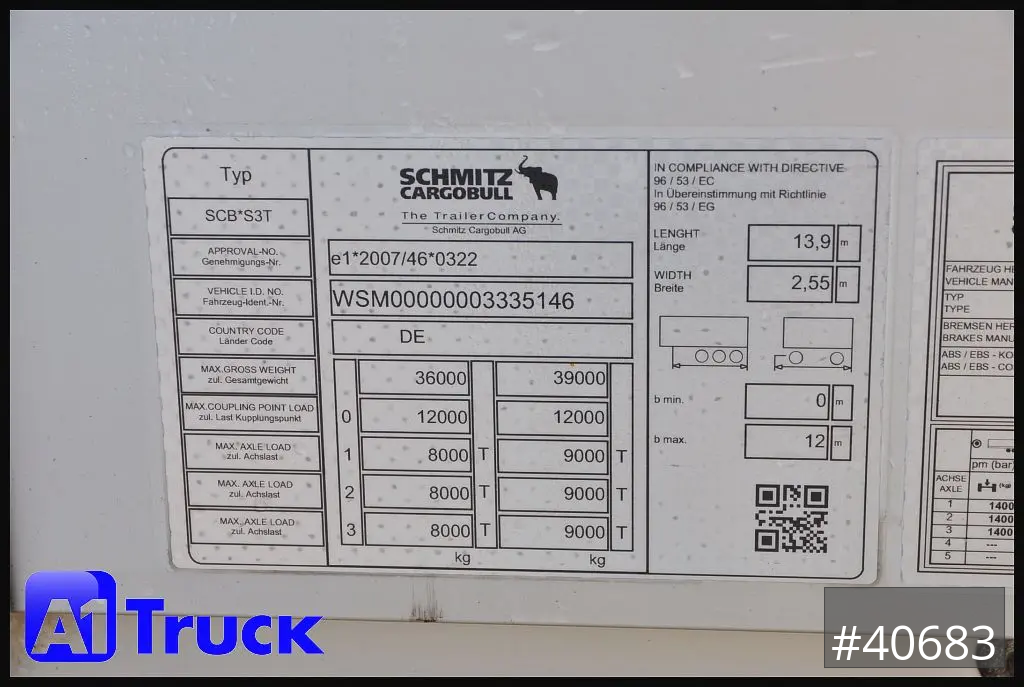 Typ
SCB*S3T
APPROVAL-NO.
Genehmigungs-Nr.
VEHICLE I.D. NO.
Fahrzeug-Ident.-Nr.
COUNTRY CODE
Länder Code
MAX.GROSS WEIGHT
zul. Gesamtgewicht
MAX.COUPLING POINT LOAD
zul. Last Kupplungspunkt
MAX. AXLE LOAD
zul. Achslast
MAX. AXLE LOAD
zul. Achslast
MAX. AXLE LOAD
zul. Achslast
SCHMITZ
CARGOBULL
The TrailerCompany.
Schmitz Cargobull AG
e1*2007/46*0322
WSM00000003335146
DE
36000 39000
0 12000 12000
1 8000 T 9000 T
2 8000 T 9000 T
3 8000 T 9000 T
kg kg
IN COMPLIANCE WITH DIRECTIVE
96 / 53 / EC
In Übereinstimmung mit Richtlinie
96 / 53 / EG
LENGHT
Länge
13,9 m
WIDTH
Breite
2,55 m
b min. 0 m
b max. 12 m
FAHRZEUG HE
VEHICLE MAN
TYP
TYPE
BREMSEN HER
BRAKES MANU
ABS / EBS - KO
ABS / EBS - CO
pm (bar)
ACHSE
AXLE
(kg)
1 1400
2 1400
3 1400
4 ---
5 ---
A1 Truck
#40683